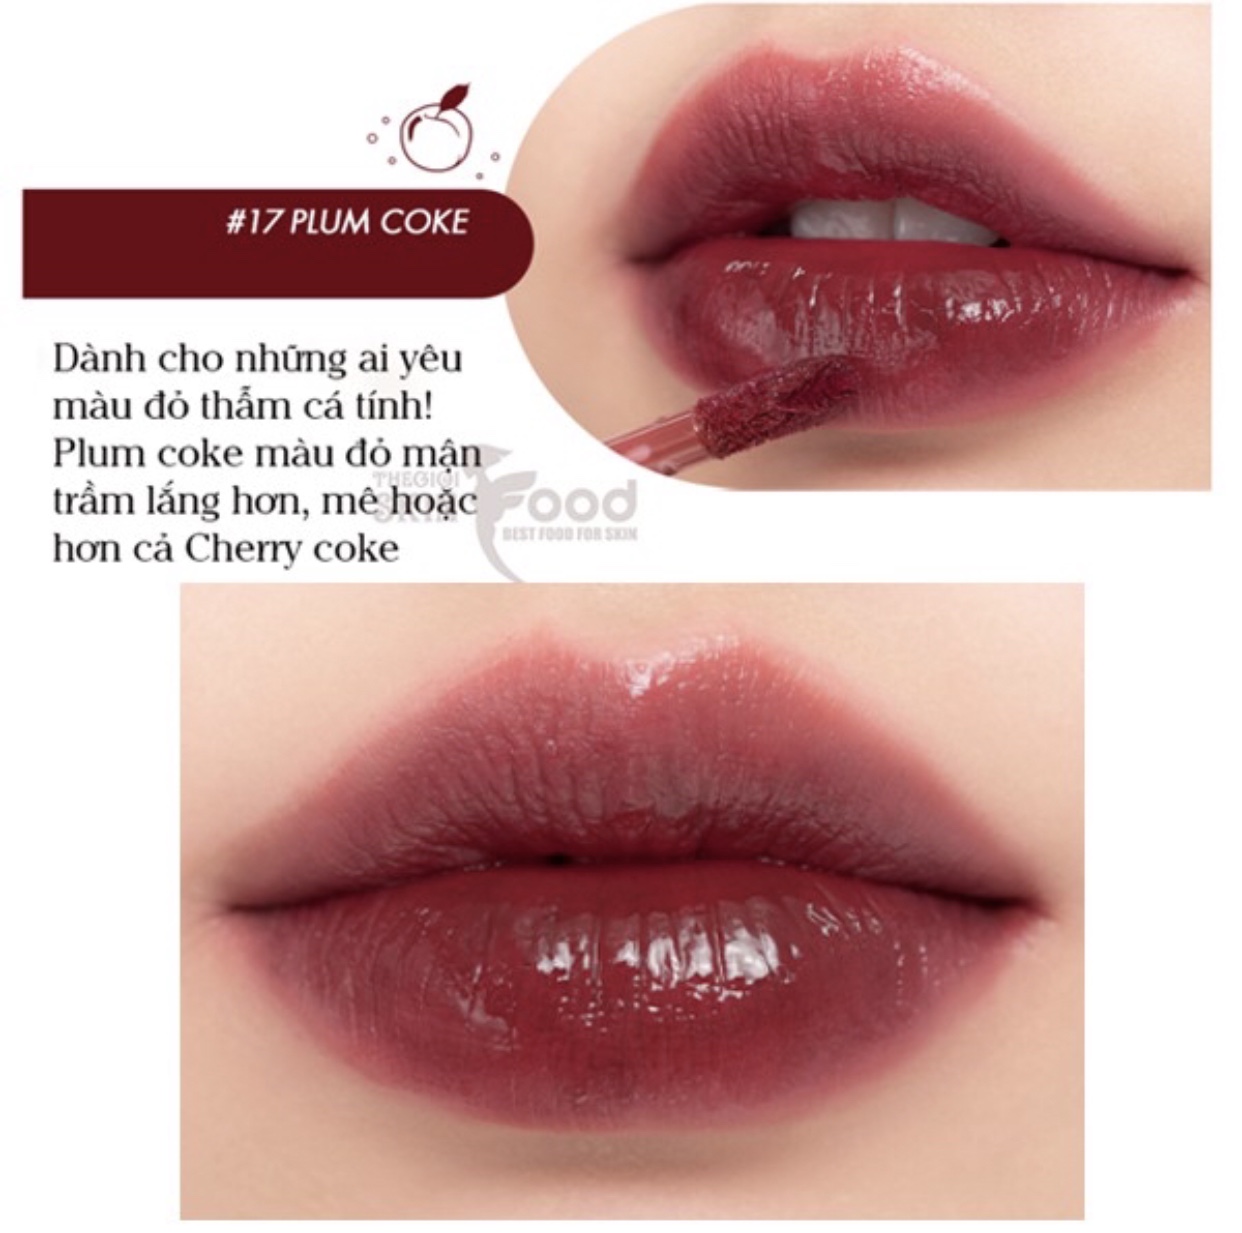 #17 PLUM COKE
Dành cho những ai yêu
màu đỏ thẫm cá tính!
Plum coke màu đỏ mận
trầm lắng hơn, mê hoặc
hơn cả Cherry coke
THEGIOI
SKIN Food
BEST FOOD FOR SKIN